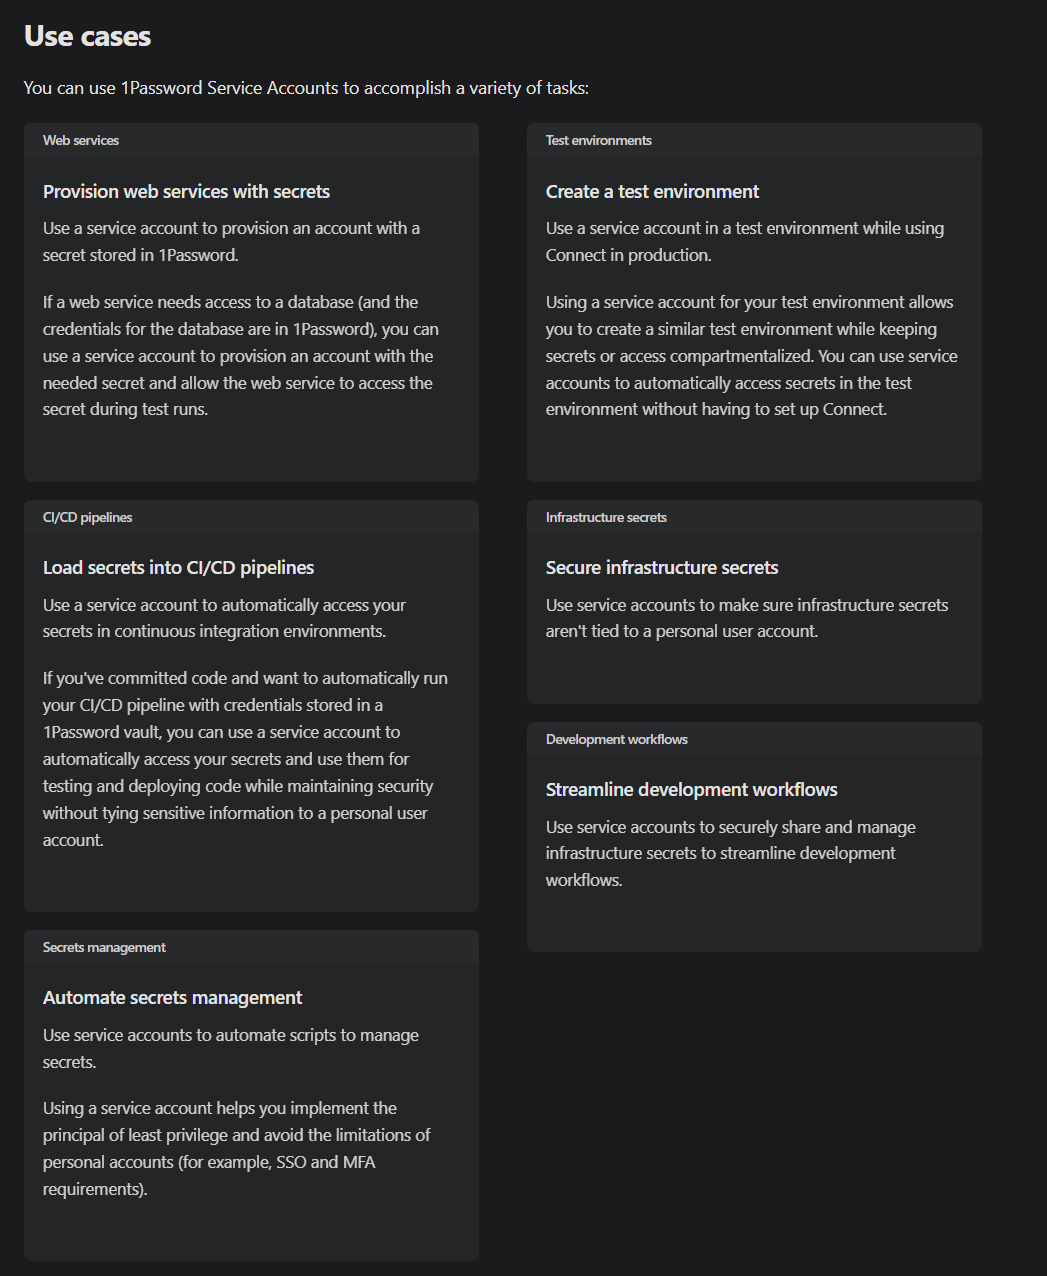 Use cases
You can use 1Password Service Accounts to accomplish a variety of tasks:
Web services
Provision web services with secrets
Use a service account to provision an account with a
secret stored in 1Password.
If a web service needs access to a database (and the
credentials for the database are in 1Password), you can
use a service account to provision an account with the
needed secret and allow the web service to access the
secret during test runs.
Test environments
Create a test environment
Use a service account in a test environment while using
Connect in production.
Using a service account for your test environment allows
you to create a similar test environment while keeping
secrets or access compartmentalized. You can use service
accounts to automatically access secrets in the test
environment without having to set up Connect.
CI/CD pipelines
Load secrets into CI/CD pipelines
Use a service account to automatically access your
secrets in continuous integration environments.
If you've committed code and want to automatically run
your CI/CD pipeline with credentials stored in a
1Password vault, you can use a service account to
automatically access your secrets and use them for
testing and deploying code while maintaining security
without tying sensitive information to a personal user
account.
Infrastructure secrets
Secure infrastructure secrets
Use service accounts to make sure infrastructure secrets
aren't tied to a personal user account.
Development workflows
Streamline development workflows
Use service accounts to securely share and manage
infrastructure secrets to streamline development
workflows.
Secrets management
Automate secrets management
Use service accounts to automate scripts to manage
secrets.
Using a service account helps you implement the
principal of least privilege and avoid the limitations of
personal accounts (for example, SSO and MFA
requirements).